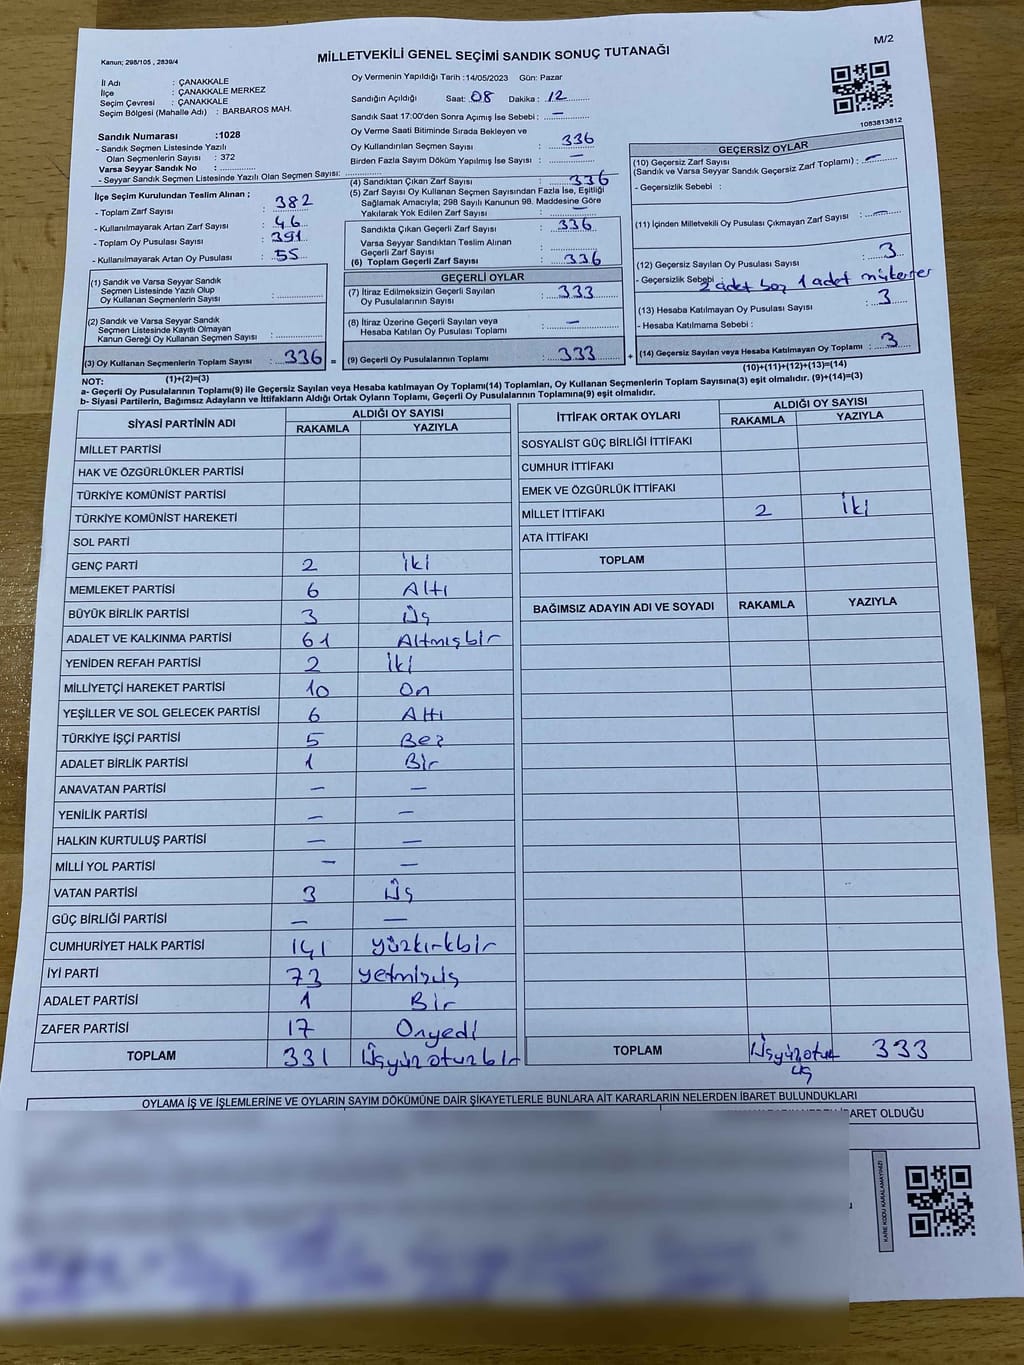 M/2
Kanun; 298/105 , 2839/4
MİLLETVEKİLİ GENEL SEÇİMİ SANDIK SONUÇ TUTANAĞI
İl Adı : ÇANAKKALE
İlçe : ÇANAKKALE MERKEZ
Seçim Çevresi : ÇANAKKALE
Seçim Bölgesi (Mahalle Adı) : BARBAROS MAH.
Sandık Numarası :1028
- Sandık Seçmen Listesinde Yazılı
Olan Seçmenlerin Sayısı : 372
Varsa Seyyar Sandık No :
- Seyyar Sandık Seçmen Listesinde Yazılı Olan Seçmen Sayısı:
Oy Vermenin Yapıldığı Tarih :14/05/2023 Gün: Pazar
Sandığın Açıldığı Saat: 08 Dakika : 12
Sandık Saat 17:00'den Sonra Açımış İse Sebebi : —
Oy Verme Saati Bitiminde Sırada Bekleyen ve
Oy Kullandırılan Seçmen Sayısı : 336
Birden Fazla Sayım Döküm Yapılmış İse Sayısı : —
1083813812
İlçe Seçim Kurulundan Teslim Alınan ;
- Toplam Zarf Sayısı : 382
- Kullanılmayarak Artan Zarf Sayısı : 46
- Toplam Oy Pusulası Sayısı : 391
- Kullanılmayarak Artan Oy Pusulası : 55
(1) Sandık ve Varsa Seyyar Sandık
Seçmen Listesinde Yazılı Olup
Oy Kullanan Seçmenlerin Sayısı :
(2) Sandık ve Varsa Seyyar Sandık
Seçmen Listesinde Kayıtlı Olmayan
Kanun Gereği Oy Kullanan Seçmen Sayısı :
(3) Oy Kullanan Seçmenlerin Toplam Sayısı : 336 =
(1)+(2)=(3)
(4) Sandıktan Çıkan Zarf Sayısı : 336
(5) Zarf Sayısı Oy Kullanan Seçmen Sayısından Fazla İse, Eşitliği
Sağlamak Amacıyla; 298 Sayılı Kanunun 98. Maddesine Göre
Yakılarak Yok Edilen Zarf Sayısı : —
Sandıkta Çıkan Geçerli Zarf Sayısı : 336
Varsa Seyyar Sandıktan Teslim Alınan
Geçerli Zarf Sayısı :
(6) Toplam Geçerli Zarf Sayısı : 336
GEÇERLİ OYLAR
(7) İtiraz Edilmeksizin Geçerli Sayılan
Oy Pusulalarının Sayısı : 333
(8) İtiraz Üzerine Geçerli Sayılan veya
Hesaba Katılan Oy Pusulası Toplamı : —
(9) Geçerli Oy Pusulalarının Toplamı : 333 +
GEÇERSİZ OYLAR
(10) Geçersiz Zarf Sayısı
(Sandık ve Varsa Seyyar Sandık Geçersiz Zarf Toplamı) : —
- Geçersizlik Sebebi :
(11) İçinden Milletvekili Oy Pusulası Çıkmayan Zarf Sayısı : —
(12) Geçersiz Sayılan Oy Pusulası Sayısı : 3
- Geçersizlik Sebebi : 2 adet boş 1 adet mükerrer
(13) Hesaba Katılmayan Oy Pusulası Sayısı : 3
- Hesaba Katılmama Sebebi :
(14) Geçersiz Sayılan veya Hesaba Katılmayan Oy Toplamı : 3
(10)+(11)+(12)+(13)=(14)
NOT:
a- Geçerli Oy Pusulalarının Toplamı(9) ile Geçersiz Sayılan veya Hesaba katılmayan Oy Toplamı(14) Toplamları, Oy Kullanan Seçmenlerin Toplam Sayısına(3) eşit olmalıdır. (9)+(14)=(3)
b- Siyasi Partilerin, Bağımsız Adayların ve İttifakların Aldığı Ortak Oyların Toplamı, Geçerli Oy Pusulalarının Toplamına(9) eşit olmalıdır.
SİYASİ PARTİNİN ADI ALDIĞI OY SAYISI
RAKAMLA YAZIYLA
MİLLET PARTİSİ
HAK VE ÖZGÜRLÜKLER PARTİSİ
TÜRKİYE KOMÜNİST PARTİSİ
TÜRKİYE KOMÜNİST HAREKETİ
SOL PARTİ
GENÇ PARTİ 2 İki
MEMLEKET PARTİSİ 6 Altı
BÜYÜK BİRLİK PARTİSİ 3 Üş
ADALET VE KALKINMA PARTİSİ 61 Altmışbir
YENİDEN REFAH PARTİSİ 2 İki
MİLLİYETÇİ HAREKET PARTİSİ 10 On
YEŞİLLER VE SOL GELECEK PARTİSİ 6 Altı
TÜRKİYE İŞÇİ PARTİSİ 5 Beş
ADALET BİRLİK PARTİSİ 1 Bir
ANAVATAN PARTİSİ — —
YENİLİK PARTİSİ — —
HALKIN KURTULUŞ PARTİSİ — —
MİLLİ YOL PARTİSİ — —
VATAN PARTİSİ 3 Üş
GÜÇ BİRLİĞİ PARTİSİ — —
CUMHURİYET HALK PARTİSİ 141 yüzkırkbir
İYİ PARTİ 73 yetmişüş
ADALET PARTİSİ 1 Bir
ZAFER PARTİSİ 17 Onyedi
TOPLAM 331 Üşyüzotuzbir
İTTİFAK ORTAK OYLARI ALDIĞI OY SAYISI
RAKAMLA YAZIYLA
SOSYALİST GÜÇ BİRLİĞİ İTTİFAKI
CUMHUR İTTİFAKI
EMEK VE ÖZGÜRLÜK İTTİFAKI
MİLLET İTTİFAKI 2 İki
ATA İTTİFAKI
TOPLAM
BAĞIMSIZ ADAYIN ADI VE SOYADI RAKAMLA YAZIYLA
TOPLAM Üşyüzotuz 333
üş
OYLAMA İŞ VE İŞLEMLERİNE VE OYLARIN SAYIM DÖKÜMÜNE DAİR ŞİKAYETLERLE BUNLARA AİT KARARLARIN NELERDEN İBARET BULUNDUKLARI
İBARET OLDUĞU
KARE KODU KARALAMAYINIZ!